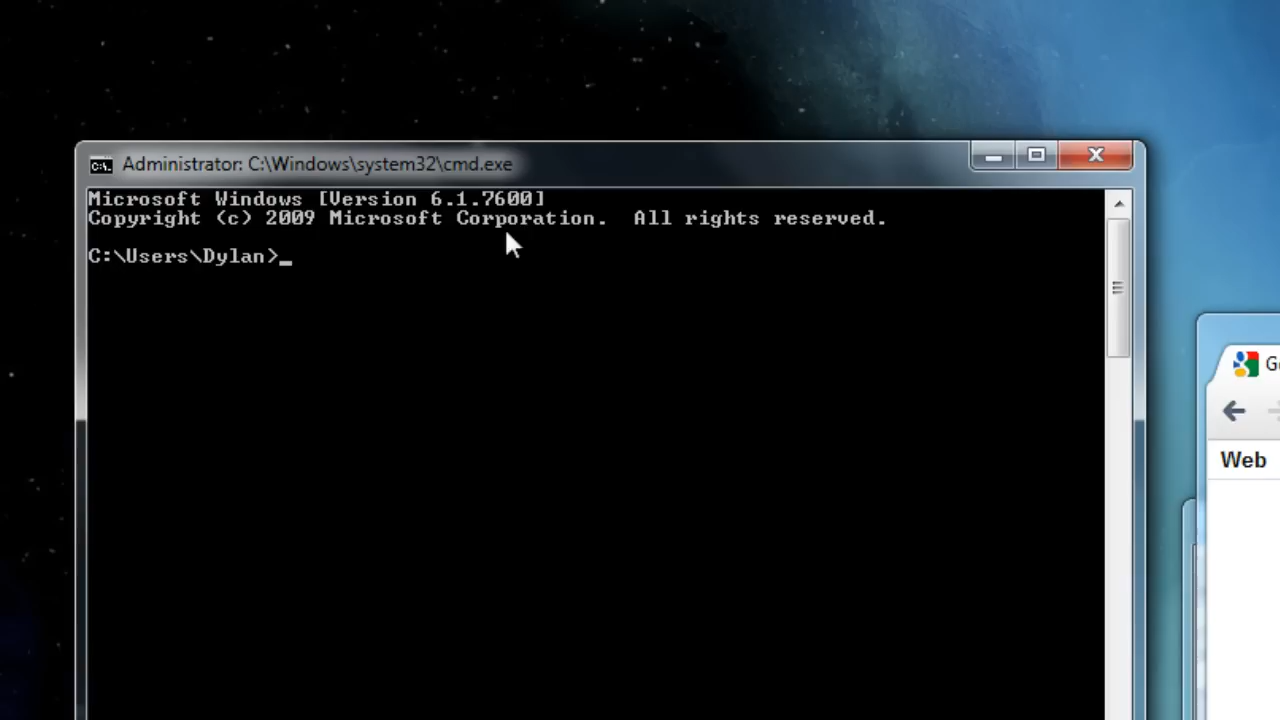 Administrator: C:\Windows\system32\cmd.exe
Microsoft Windows [Version 6.1.7600]
Copyright (c) 2009 Microsoft Corporation.  All rights reserved.
C:\Users\Dylan>_
Web